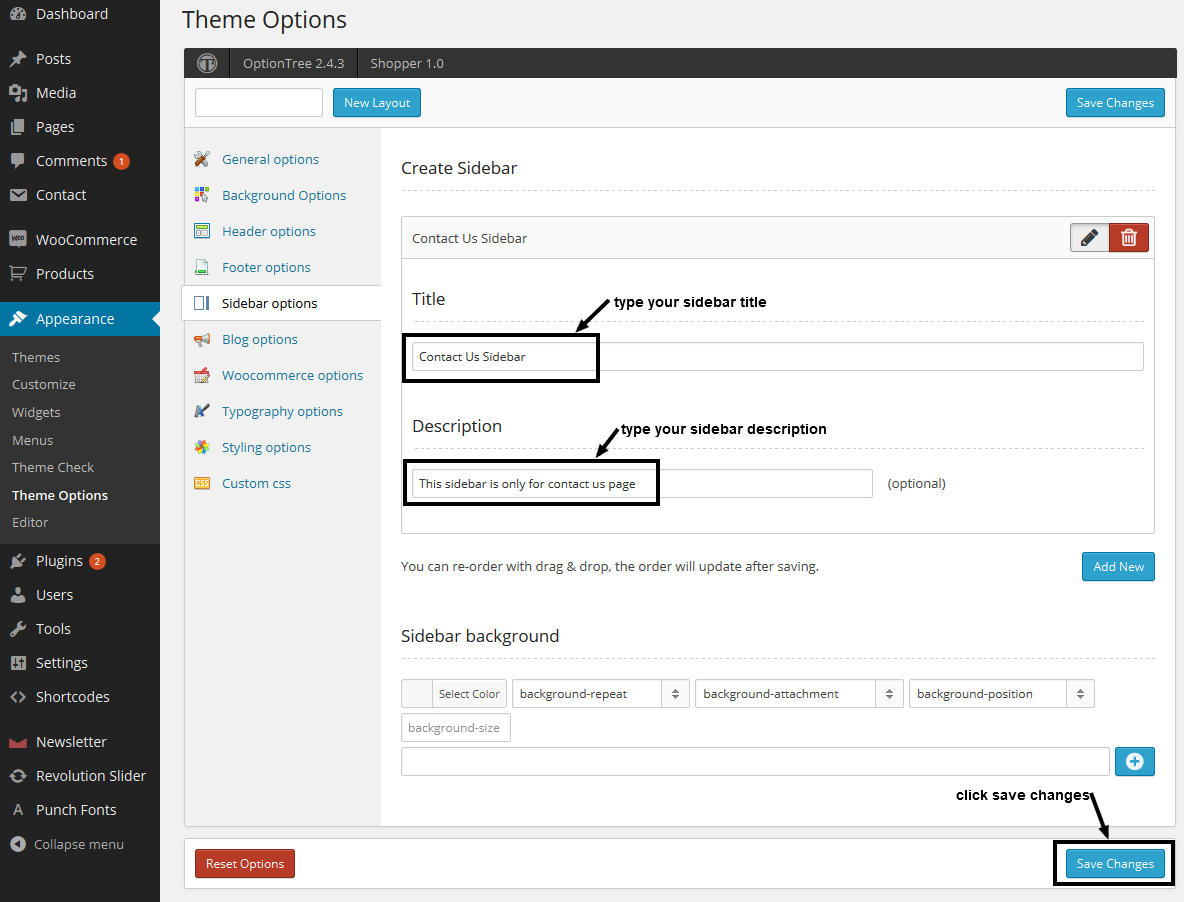 Dashboard
Posts
Media
Pages
Comments 1
Contact
WooCommerce
Products
Appearance
Themes
Customize
Widgets
Menus
Theme Check
Theme Options
Editor
Plugins 2
Users
Tools
Settings
Shortcodes
Newsletter
Revolution Slider
A Punch Fonts
Collapse menu
Theme Options
OptionTree 2.4.3 Shopper 1.0
New Layout Save Changes
General options
Background Options
Header options
Footer options
Sidebar options
Blog options
Woocommerce options
Typography options
Styling options
CSS Custom css
Create Sidebar
Contact Us Sidebar
Title
type your sidebar title
Contact Us Sidebar
Description
type your sidebar description
This sidebar is only for contact us page (optional)
You can re-order with drag & drop, the order will update after saving.
Add New
Sidebar background
Select Color background-repeat background-attachment background-position
background-size
click save changes
Reset Options Save Changes